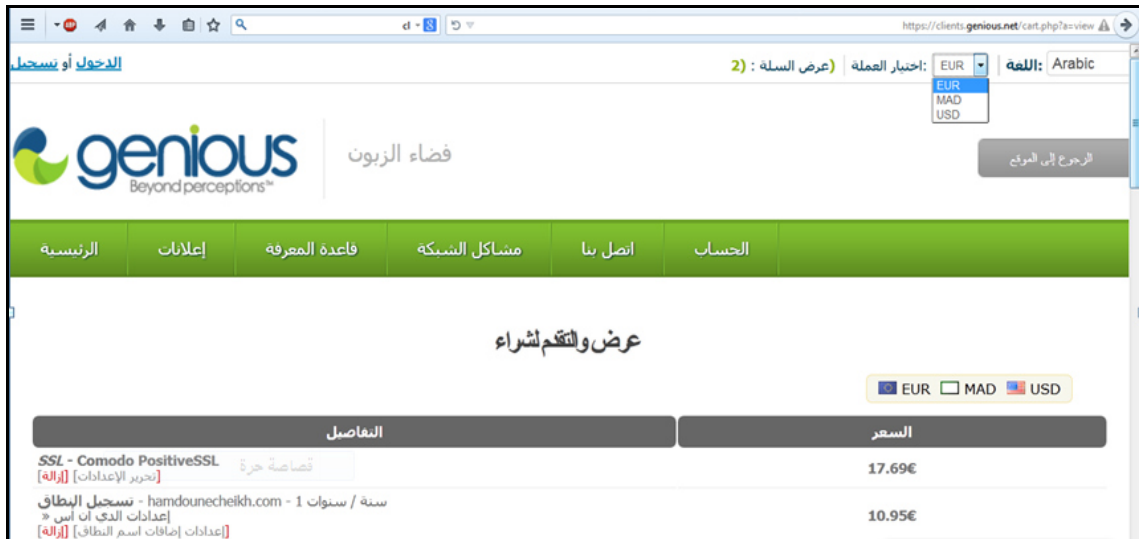 https://clients.genious.net/cart.php?a=view
Arabic اللغة: EUR اختيار العملة: (عرض السلة : (2
الدخول أو تسجيل
EUR
MAD
USD
genious
Beyond perceptions™
فضاء الزبون
الرجوع إلى الموقع
الرئيسية إعلانات قاعدة المعرفة مشاكل الشبكة اتصل بنا الحساب
عرض والتقدم لشراء
EUR MAD USD
التفاصيل السعر
SSL - Comodo PositiveSSL 17.69€
قصاصة حرة
[تحرير الإعدادات] [إزالة]
تسجيل النطاق - hamdounecheikh.com - 1 سنة / سنوات
إعدادات الدي ان اس » 10.95€
[إعدادات إضافات اسم النطاق] [إزالة]